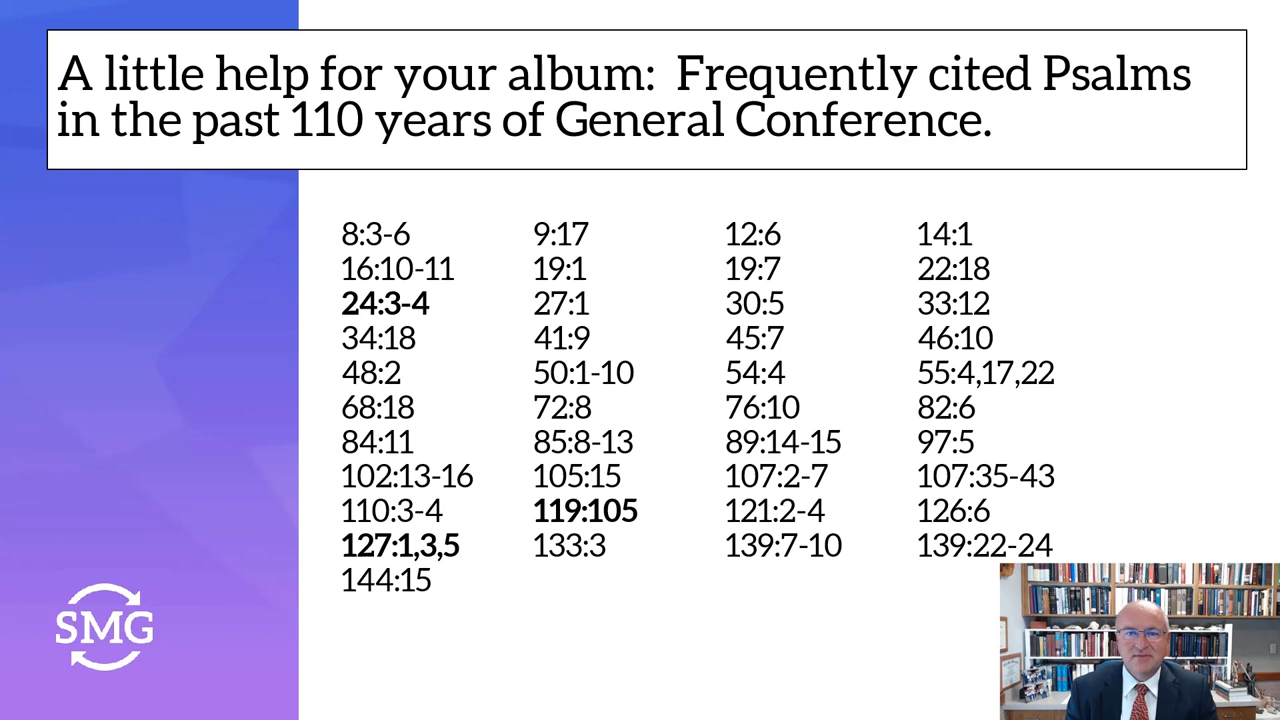 A little help for your album:  Frequently cited Psalms
in the past 110 years of General Conference.
8:3-6 9:17 12:6 14:1
16:10-11 19:1 19:7 22:18
24:3-4 27:1 30:5 33:12
34:18 41:9 45:7 46:10
48:2 50:1-10 54:4 55:4,17,22
68:18 72:8 76:10 82:6
84:11 85:8-13 89:14-15 97:5
102:13-16 105:15 107:2-7 107:35-43
110:3-4 119:105 121:2-4 126:6
127:1,3,5 133:3 139:7-10 139:22-24
144:15
SMG